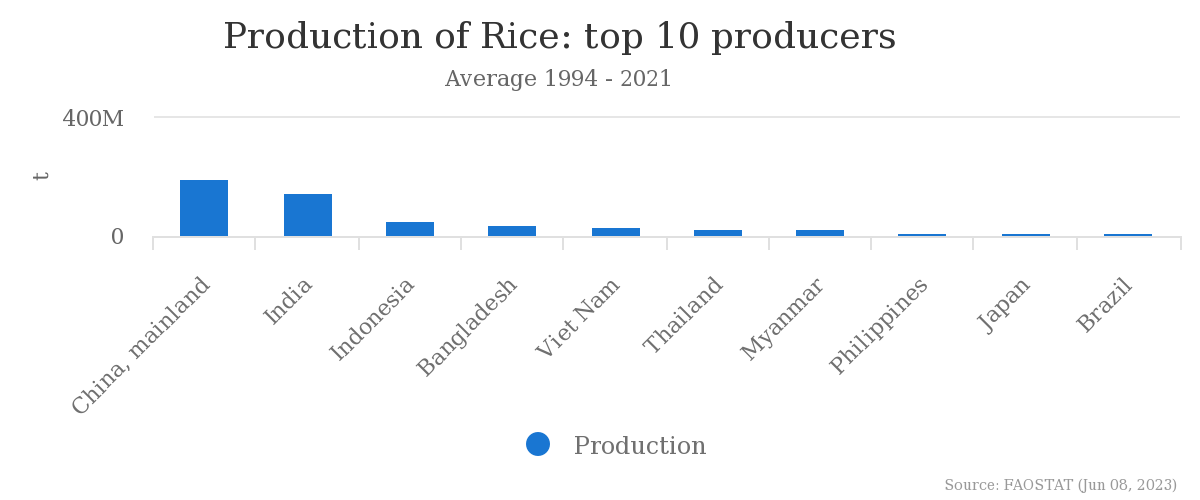 Production of Rice: top 10 producers
Average 1994 - 2021
400M
t
0
China, mainland
India
Indonesia
Bangladesh
Viet Nam
Thailand
Myanmar
Philippines
Japan
Brazil
Production
Source: FAOSTAT (Jun 08, 2023)